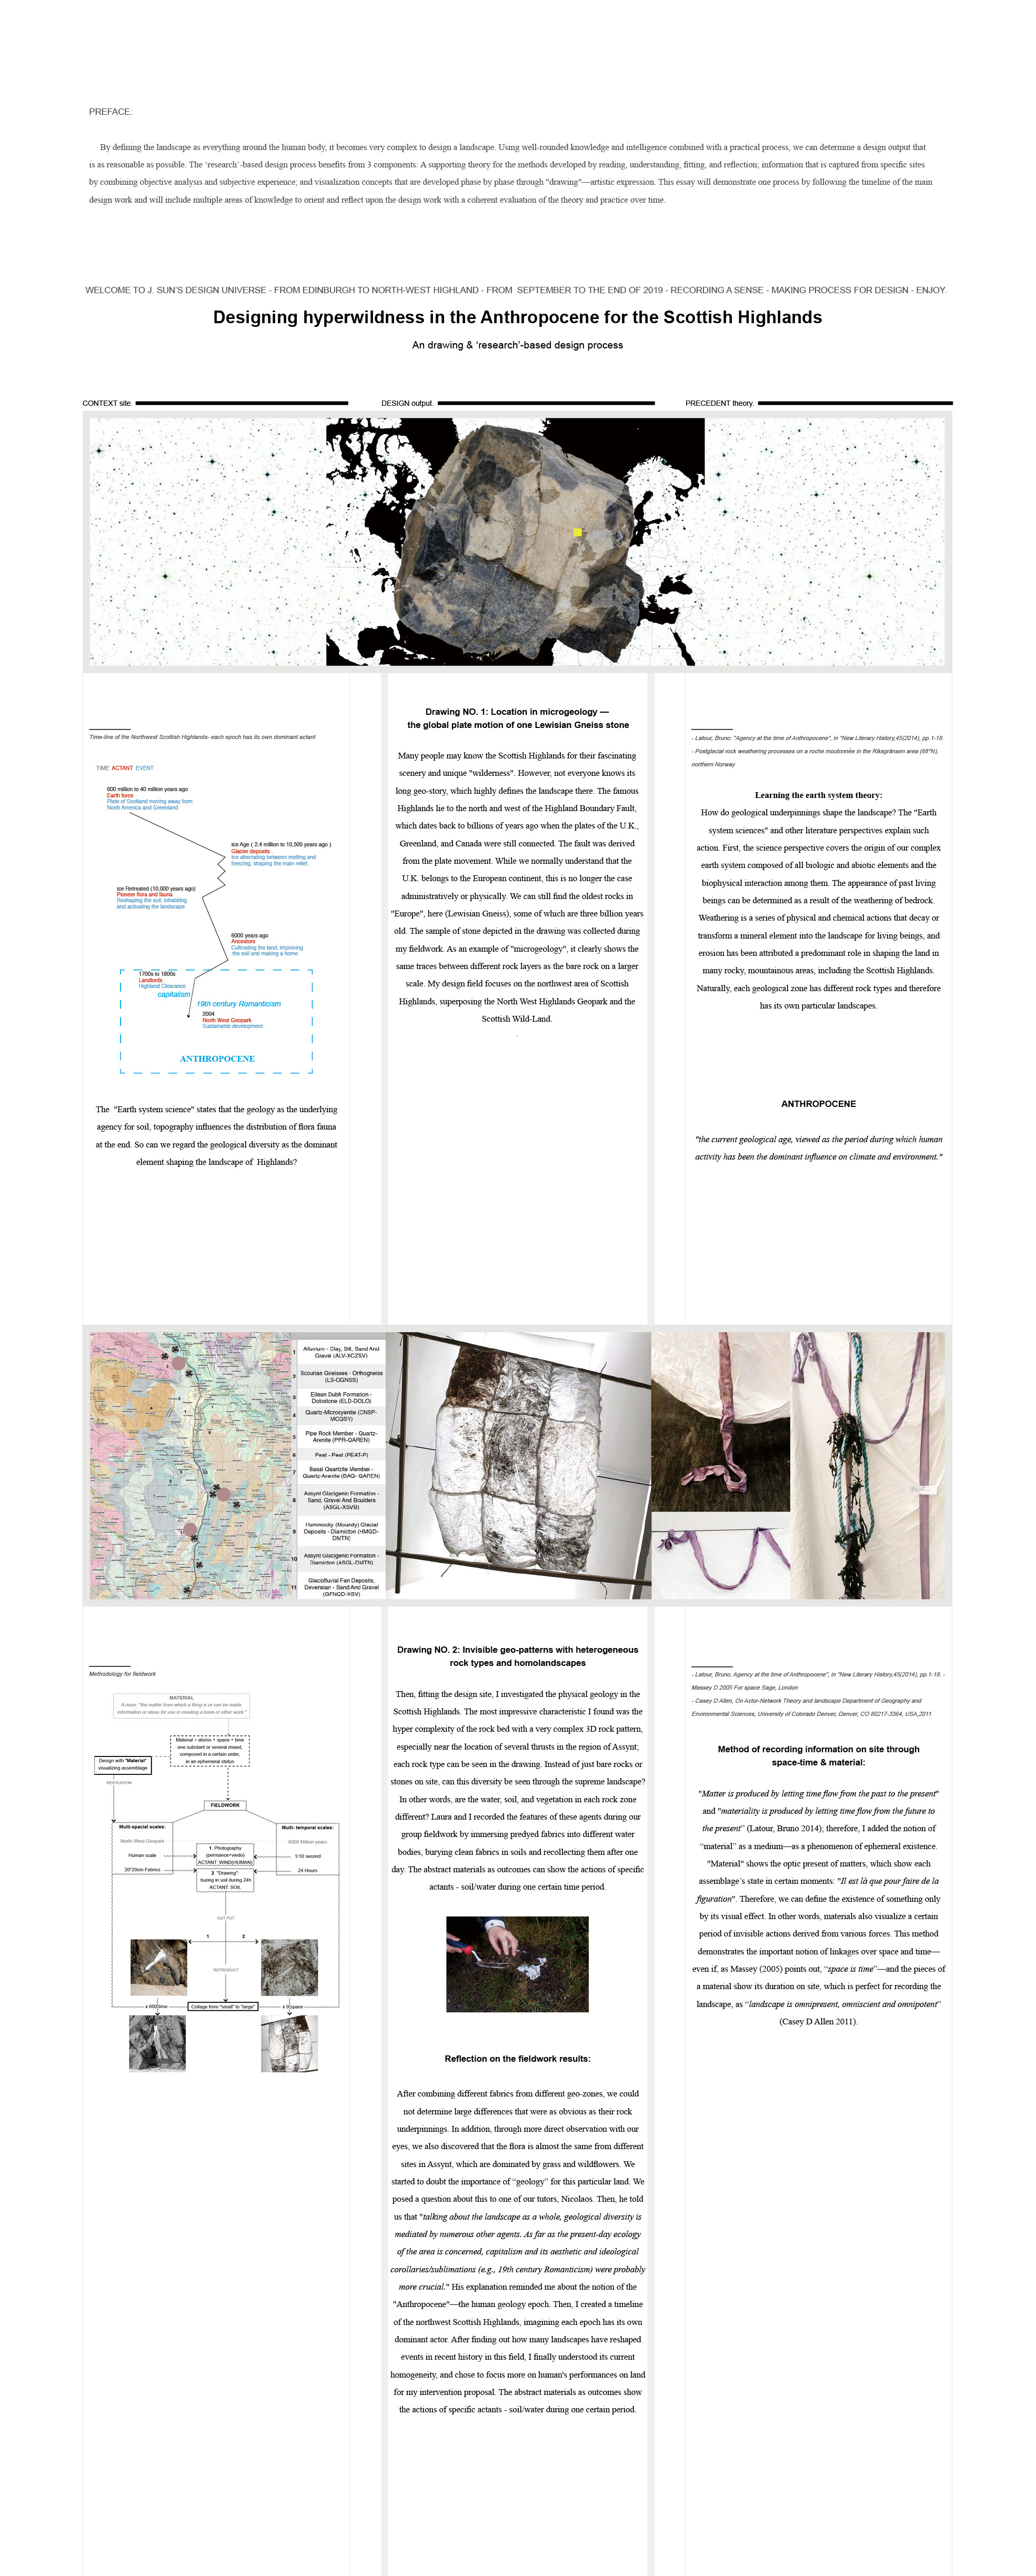 PREFACE:
By defining the landscape as everything around the human body, it becomes very complex to design a landscape. Using well-rounded knowledge and intelligence combined with a practical process, we can determine a design output that
is as reasonable as possible. The ‘research’-based design process benefits from 3 components: A supporting theory for the methods developed by reading, understanding, fitting, and reflection; information that is captured from specific sites
by combining objective analysis and subjective experience; and visualization concepts that are developed phase by phase through "drawing"—artistic expression. This essay will demonstrate one process by following the timeline of the main
design work and will include multiple areas of knowledge to orient and reflect upon the design work with a coherent evaluation of the theory and practice over time.
WELCOME TO J. SUN'S DESIGN UNIVERSE - FROM EDINBURGH TO NORTH-WEST HIGHLAND - FROM SEPTEMBER TO THE END OF 2019 - RECORDING A SENSE - MAKING PROCESS FOR DESIGN - ENJOY.
Designing hyperwildness in the Anthropocene for the Scottish Highlands
An drawing & ‘research’-based design process
CONTEXT site.
DESIGN output.
PRECEDENT theory.
Time-line of the Northwest Scottish Highlands- each epoch has its own dominant actant
TIME ACTANT EVENT
600 million to 40 million years ago
Earth force
Plate of Scotland moving away from
North America and Greenland
Ice Age ( 2.4 million to 10,500 years ago )
Glacier deposits
ice alternating between melting and
freezing, shaping the main relief.
Ice Retreated (10,000 years ago)
Pioneer flora and fauna
Reshaping the soil, inhabiting
and activating the landscape
6000 years ago
Ancestors
Cultivating the land, improving
the soil and making a home
1700s to 1800s
Landlords
Highland Clearance
capitalism
19th century Romanticism
2004
North West Geopark
Sustainable development
ANTHROPOCENE
The "Earth system science" states that the geology as the underlying
agency for soil, topography influences the distribution of flora fauna
at the end. So can we regard the geological diversity as the dominant
element shaping the landscape of Highlands?
Drawing NO. 1: Location in microgeology —
the global plate motion of one Lewisian Gneiss stone
Many people may know the Scottish Highlands for their fascinating
scenery and unique "wilderness". However, not everyone knows its
long geo-story, which highly defines the landscape there. The famous
Highlands lie to the north and west of the Highland Boundary Fault,
which dates back to billions of years ago when the plates of the U.K.,
Greenland, and Canada were still connected. The fault was derived
from the plate movement. While we normally understand that the
U.K. belongs to the European continent, this is no longer the case
administratively or physically. We can still find the oldest rocks in
"Europe", here (Lewisian Gneiss), some of which are three billion years
old. The sample of stone depicted in the drawing was collected during
my fieldwork. As an example of "microgeology", it clearly shows the
same traces between different rock layers as the bare rock on a larger
scale. My design field focuses on the northwest area of Scottish
Highlands, superposing the North West Highlands Geopark and the
Scottish Wild-Land.
- Latour, Bruno: "Agency at the time of Anthropocene", in "New Literary History,45(2014), pp.1-18.
- Postglacial rock weathering processes on a roche moutonnée in the Riksgränsen area (68°N),
northern Norway
Learning the earth system theory:
How do geological underpinnings shape the landscape? The "Earth
system sciences" and other literature perspectives explain such
action. First, the science perspective covers the origin of our complex
earth system composed of all biologic and abiotic elements and the
biophysical interaction among them. The appearance of past living
beings can be determined as a result of the weathering of bedrock.
Weathering is a series of physical and chemical actions that decay or
transform a mineral element into the landscape for living beings, and
erosion has been attributed a predominant role in shaping the land in
many rocky, mountainous areas, including the Scottish Highlands.
Naturally, each geological zone has different rock types and therefore
has its own particular landscapes.
ANTHROPOCENE
"the current geological age, viewed as the period during which human
activity has been the dominant influence on climate and environment."
1 Alluvium - Clay, Silt, Sand And
Gravel (ALV-XCZSV)
2 Scourian Gneisses - Orthogneiss
(LS-OGNSS)
3 Eilean Dubh Formation -
Dolostone (ELD-DOLO)
4 Quartz-Microsyenite (CNSP-
MCQSY)
5 Pipe Rock Member - Quartz-
Arenite (PPR-QAREN)
6 Peat - Peat (PEAT-P)
7 Basal Quartzite Member -
Quartz-Arenite (BAQ- QAREN)
8 Assynt Glacigenic Formation -
Sand, Gravel And Boulders
(ASGL-XSVB)
9 Hummocky (Moundy) Glacial
Deposits - Diamicton (HMGD-
DMTN)
10 Assynt Glacigenic Formation -
Diamicton (ASGL-DMTN)
11 Glaciofluvial Fan Deposits,
Devensian - Sand And Gravel
(GFNGD-XSV)
Methodology for fieldwork
MATERIAL
A noun: "the matter from which a thing is or can be made.
information or ideas for use in creating a book or other work "
Material = atoms + space + time
one substant or several mixed,
composed in a certain order,
in an ephemeral status
Design with "Material"
visualizing assemblage
REIFICATION
FIELDWORK
Multi-spacial scales:
Multi- temporal scales:
North-West Geopark
6000 Million years
Human scale
1. Photography
(permance+viedo)
ACTANT: WIND(HUMAN)
1/10 second
20*20cm Fabrics
2. "Drawing":
buring in soil during 24h
ACTANT: SOIL
24 Hours
OUT PUT
1
2
REPRODUCT
x 600 time
Collage from "small" to "large"
x 9 space
Drawing NO. 2: Invisible geo-patterns with heterogeneous
rock types and homolandscapes
Then, fitting the design site, I investigated the physical geology in the
Scottish Highlands. The most impressive characteristic I found was the
hyper complexity of the rock bed with a very complex 3D rock pattern,
especially near the location of several thrusts in the region of Assynt;
each rock type can be seen in the drawing. Instead of just bare rocks or
stones on site, can this diversity be seen through the supreme landscape?
In other words, are the water, soil, and vegetation in each rock zone
different? Laura and I recorded the features of these agents during our
group fieldwork by immersing predyed fabrics into different water
bodies, burying clean fabrics in soils and recollecting them after one
day. The abstract materials as outcomes can show the actions of specific
actants - soil/water during one certain time period.
Reflection on the fieldwork results:
After combining different fabrics from different geo-zones, we could
not determine large differences that were as obvious as their rock
underpinnings. In addition, through more direct observation with our
eyes, we also discovered that the flora is almost the same from different
sites in Assynt, which are dominated by grass and wildflowers. We
started to doubt the importance of “geology” for this particular land. We
posed a question about this to one of our tutors, Nicolaos. Then, he told
us that "talking about the landscape as a whole, geological diversity is
mediated by numerous other agents. As far as the present-day ecology
of the area is concerned, capitalism and its aesthetic and ideological
corollaries/sublimations (e.g., 19th century Romanticism) were probably
more crucial." His explanation reminded me about the notion of the
"Anthropocene"—the human geology epoch. Then, I created a timeline
of the northwest Scottish Highlands, imagining each epoch has its own
dominant actor. After finding out how many landscapes have reshaped
events in recent history in this field, I finally understood its current
homogeneity, and chose to focus more on human's performances on land
for my intervention proposal. The abstract materials as outcomes show
the actions of specific actants - soil/water during one certain period.
- Latour, Bruno, Agency at the time of Anthropocene", in "New Literary History,45(2014), pp.1-18. -
Massey D 2005 For space Sage, London
- Casey D Allen, On Actor-Network Theory and landscape Department of Geography and
Environmental Sciences, University of Colorado Denver, Denver, CO 80217-3364, USA,2011
Method of recording information on site through
space-time & material:
"Matter is produced by letting time flow from the past to the present"
and "materiality is produced by letting time flow from the future to
the present” (Latour, Bruno 2014); therefore, I added the notion of
“material” as a medium—as a phenomenon of ephemeral existence.
"Material" shows the optic present of matters, which show each
assemblage’s state in certain moments: "Il est là que pour faire de la
figuration". Therefore, we can define the existence of something only
by its visual effect. In other words, materials also visualize a certain
period of invisible actions derived from various forces. This method
demonstrates the important notion of linkages over space and time—
even if, as Massey (2005) points out, “space is time”—and the pieces of
a material show its duration on site, which is perfect for recording the
landscape, as “landscape is omnipresent, omniscient and omnipotent”
(Casey D Allen 2011).